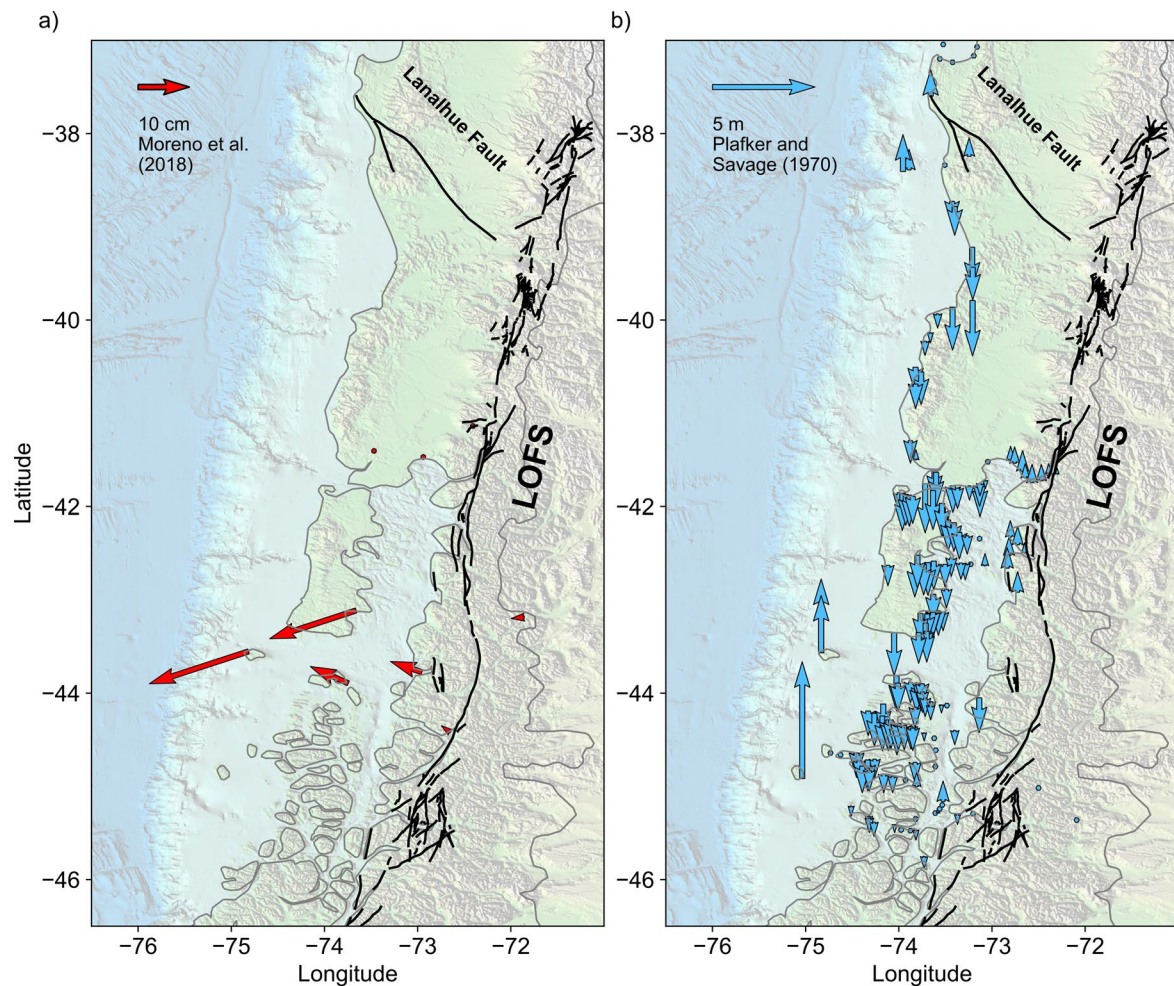 a)
10 cm
Moreno et al.
(2018)
Lanalhue Fault
LOFS
−38
−40
−42
−44
−46
Latitude
−76
−75
−74
−73
−72
Longitude
b)
5 m
Plafker and
Savage (1970)
Lanalhue Fault
LOFS
−38
−40
−42
−44
−46
−76
−75
−74
−73
−72
Longitude